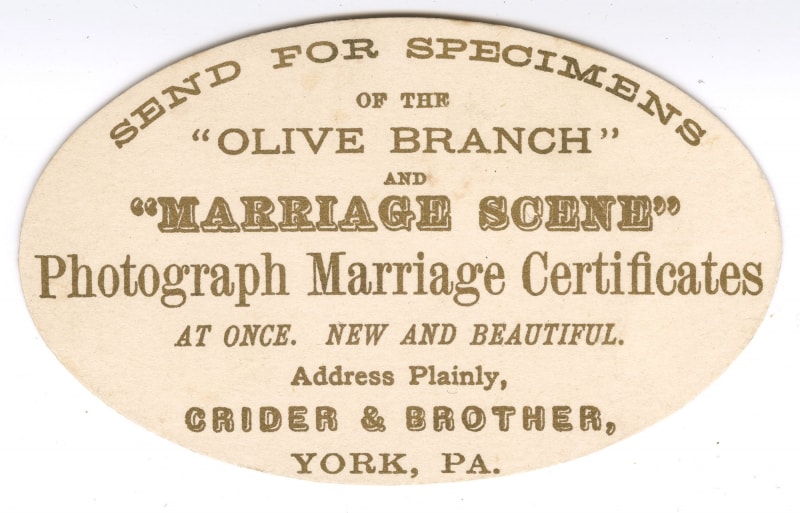 SEND FOR SPECIMENS
OF THE
"OLIVE BRANCH"
AND
"MARRIAGE SCENE"
Photograph Marriage Certificates
AT ONCE. NEW AND BEAUTIFUL.
Address Plainly,
CRIDER & BROTHER,
YORK, PA.